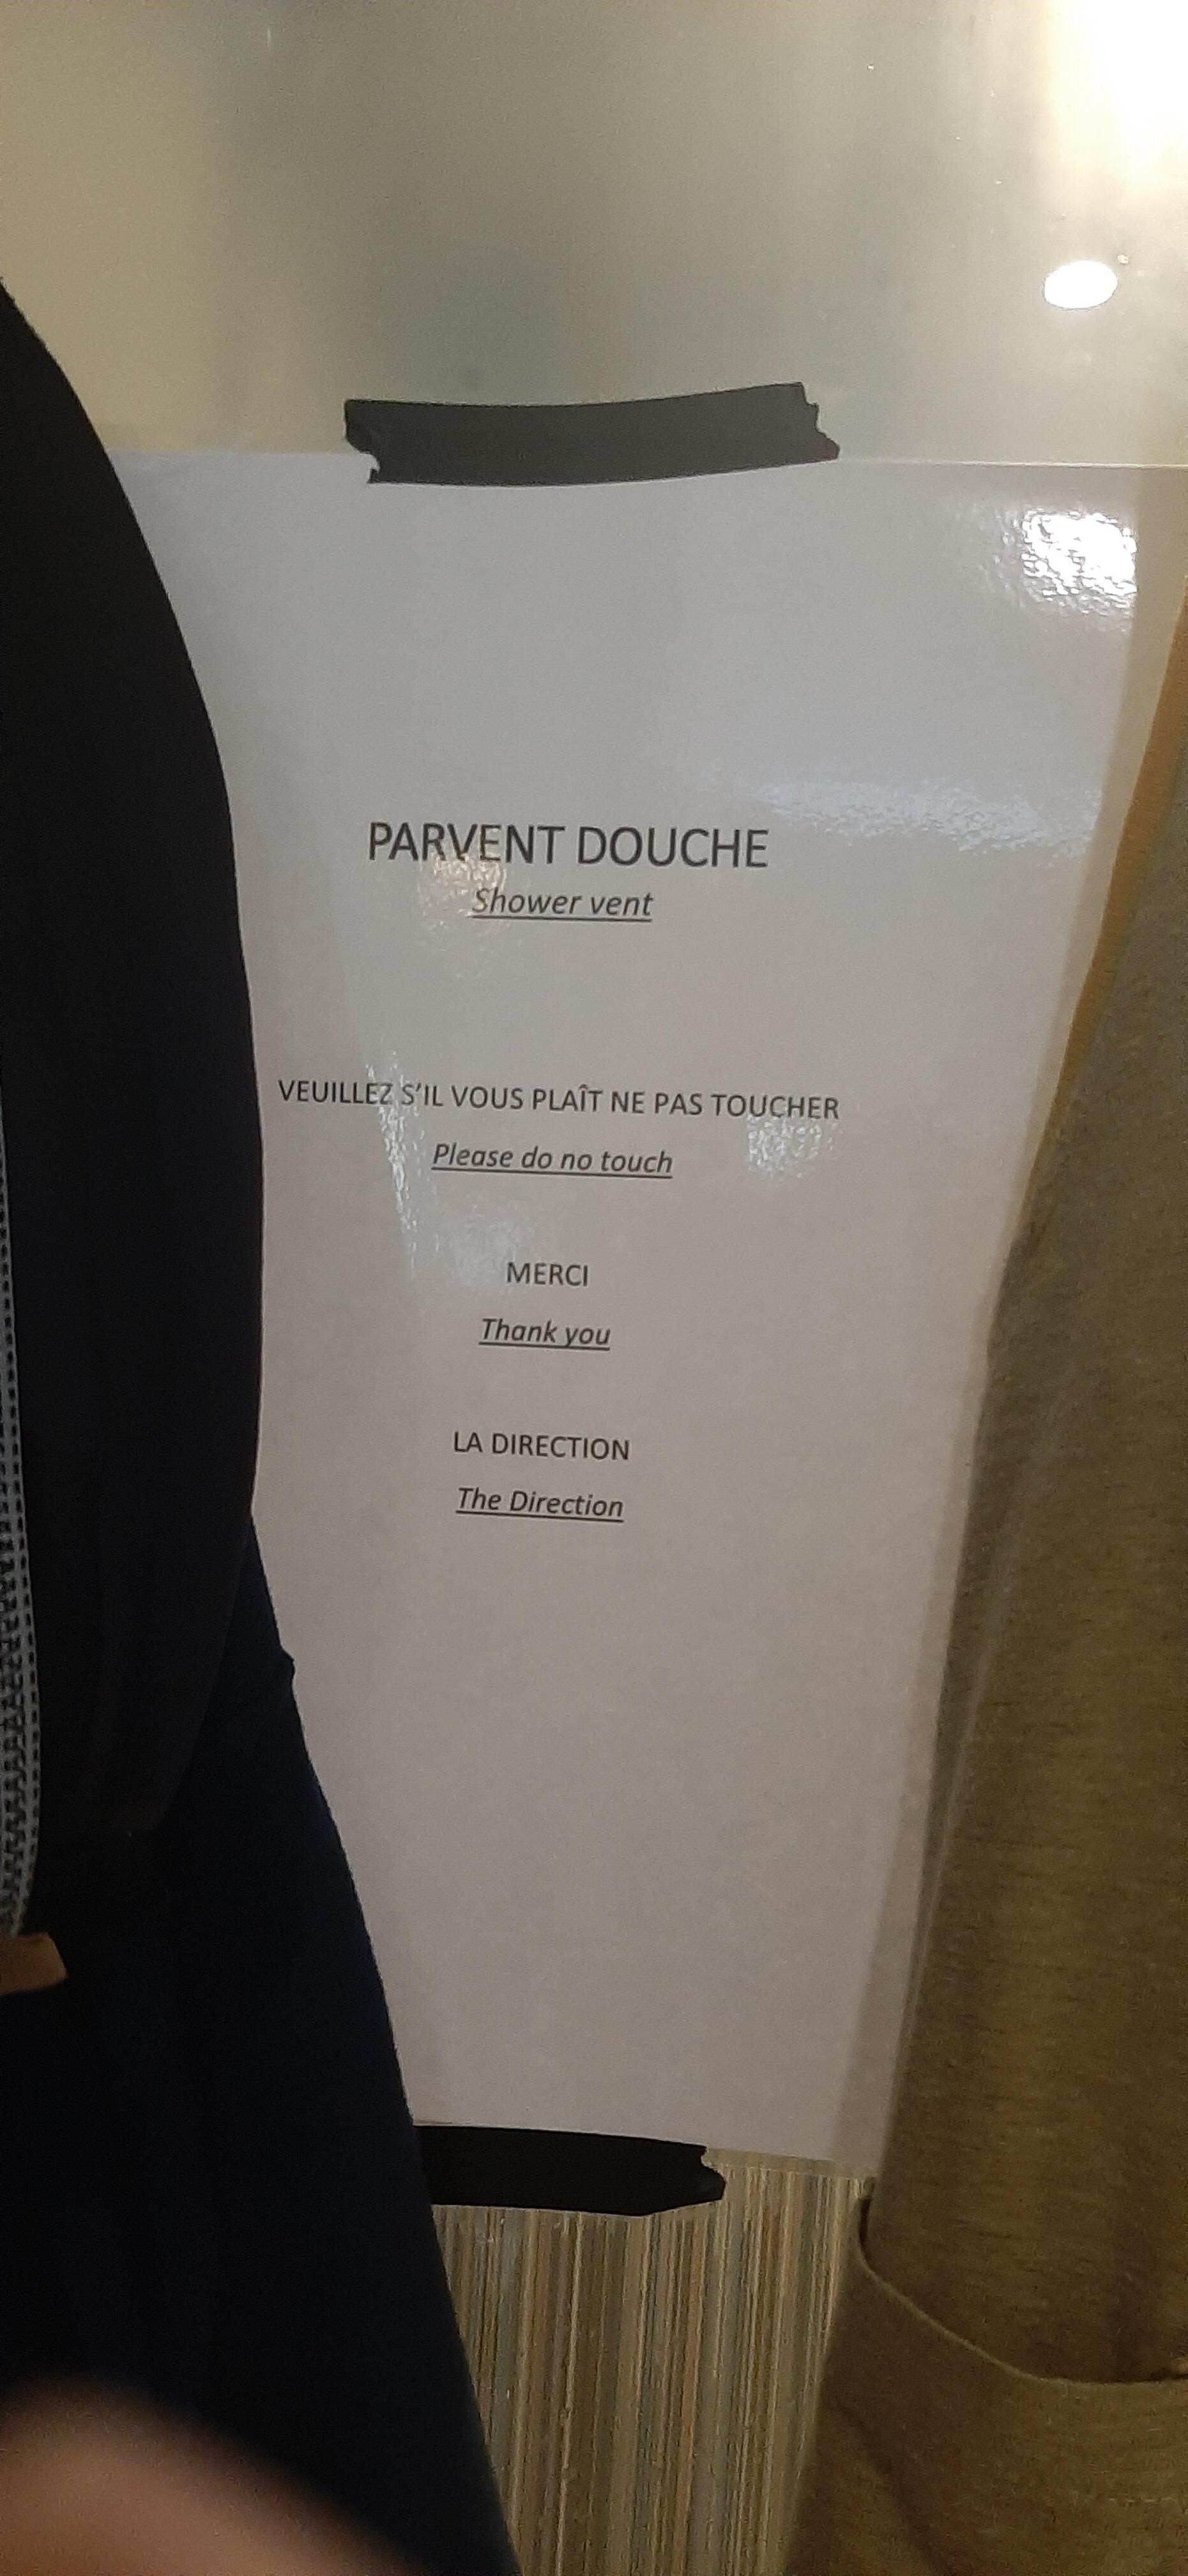 PARVENT DOUCHE
Shower vent
VEUILLEZ S'IL VOUS PLAÎT NE PAS TOUCHER
Please do no touch
MERCI
Thank you
LA DIRECTION
The Direction